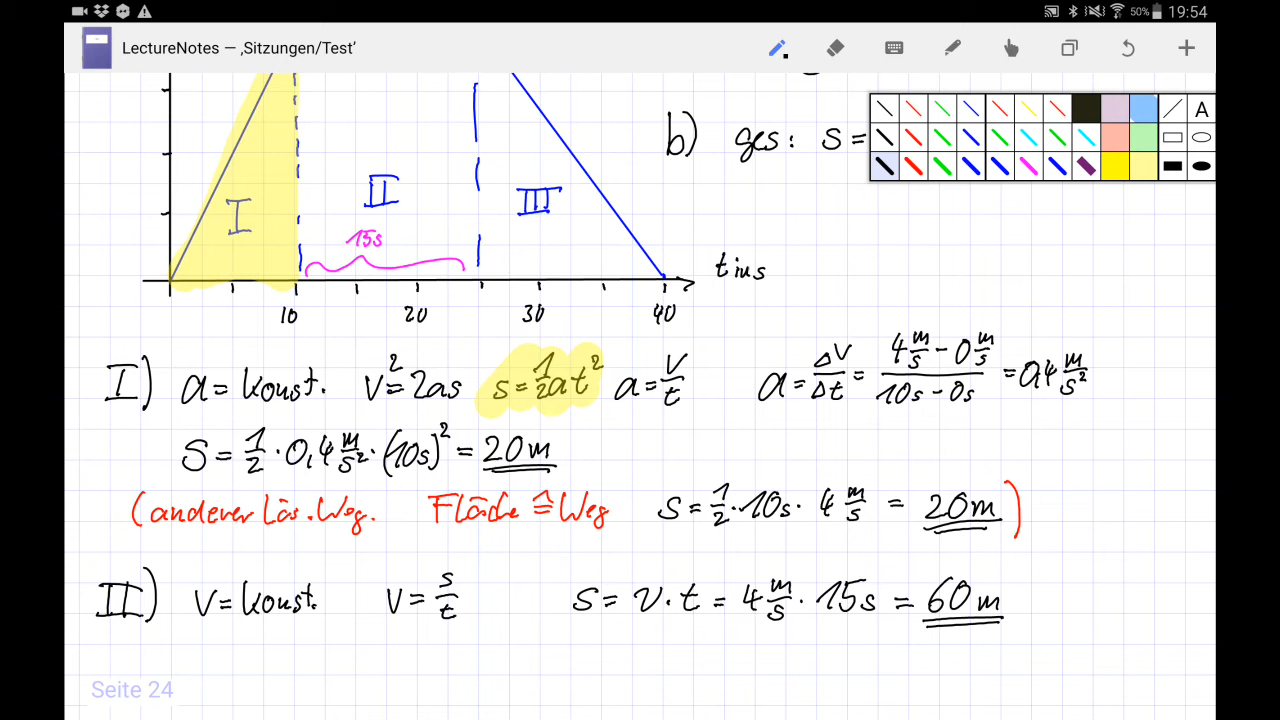 50% 19:54
LectureNotes – ‚Sitzungen/Test‘
A
b) ges: s =
I II III
15s
t in s
10 20 30 40
I) a = konst. v² = 2as s = ½at² a = v/t a = Δv/Δt = (4 m/s − 0 m/s)/(10s − 0s) = 0,4 m/s²
S = ½ · 0,4 m/s² · (10s)² = 20m
(anderer Lös. Weg. Fläche ≙ Weg s = ½ · 10s · 4 m/s = 20m)
II) v = konst. v = s/t s = v · t = 4 m/s · 15s = 60m
Seite 24